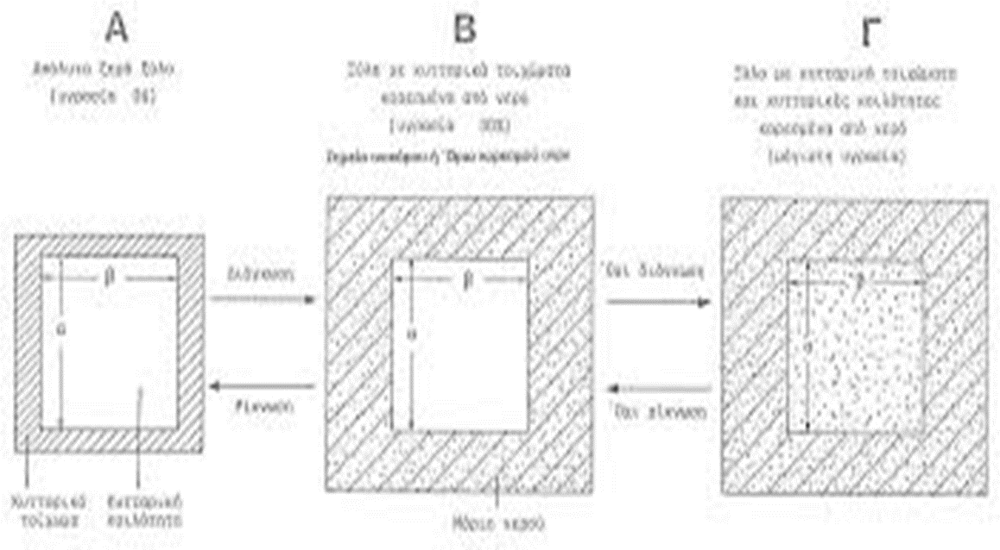 Α
Απόλυτα ξηρό ξύλο
(υγρασία 0%)
Β
Ξύλο με κυτταρικά τοιχώματα
κορεσμένα από νερό
(υγρασία 30%)
Γ
Ξύλο με κυτταρικά τοιχώματα
και κυτταρικές κοιλότητες
κορεσμένα από νερό
(μέγιστη υγρασία)
β
α
Διόγκωση
Ρίκνωση
β
α
Όχι διόγκωση
Όχι ρίκνωση
β
α
Κυτταρικό
τοίχωμα
Κυτταρική
κοιλότητα
Μόρια νερού